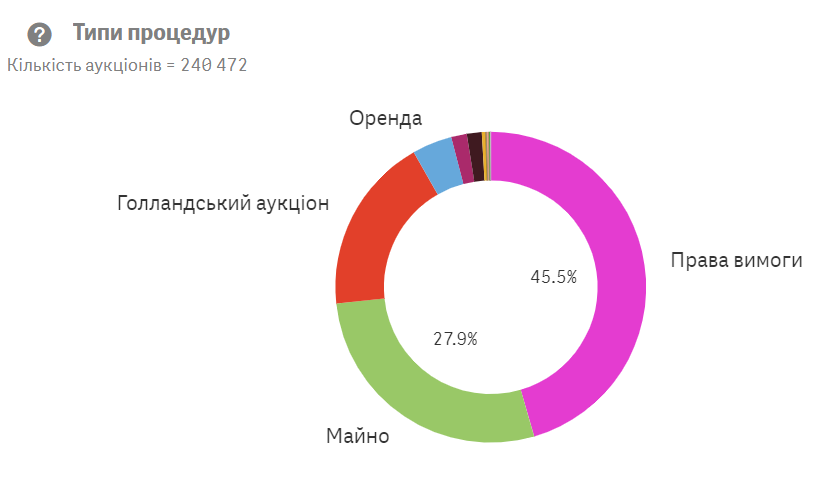 ? Типи процедур
Кількість аукціонів = 240 472
Оренда
Голландський аукціон
Права вимоги
45.5%
27.9%
Майно